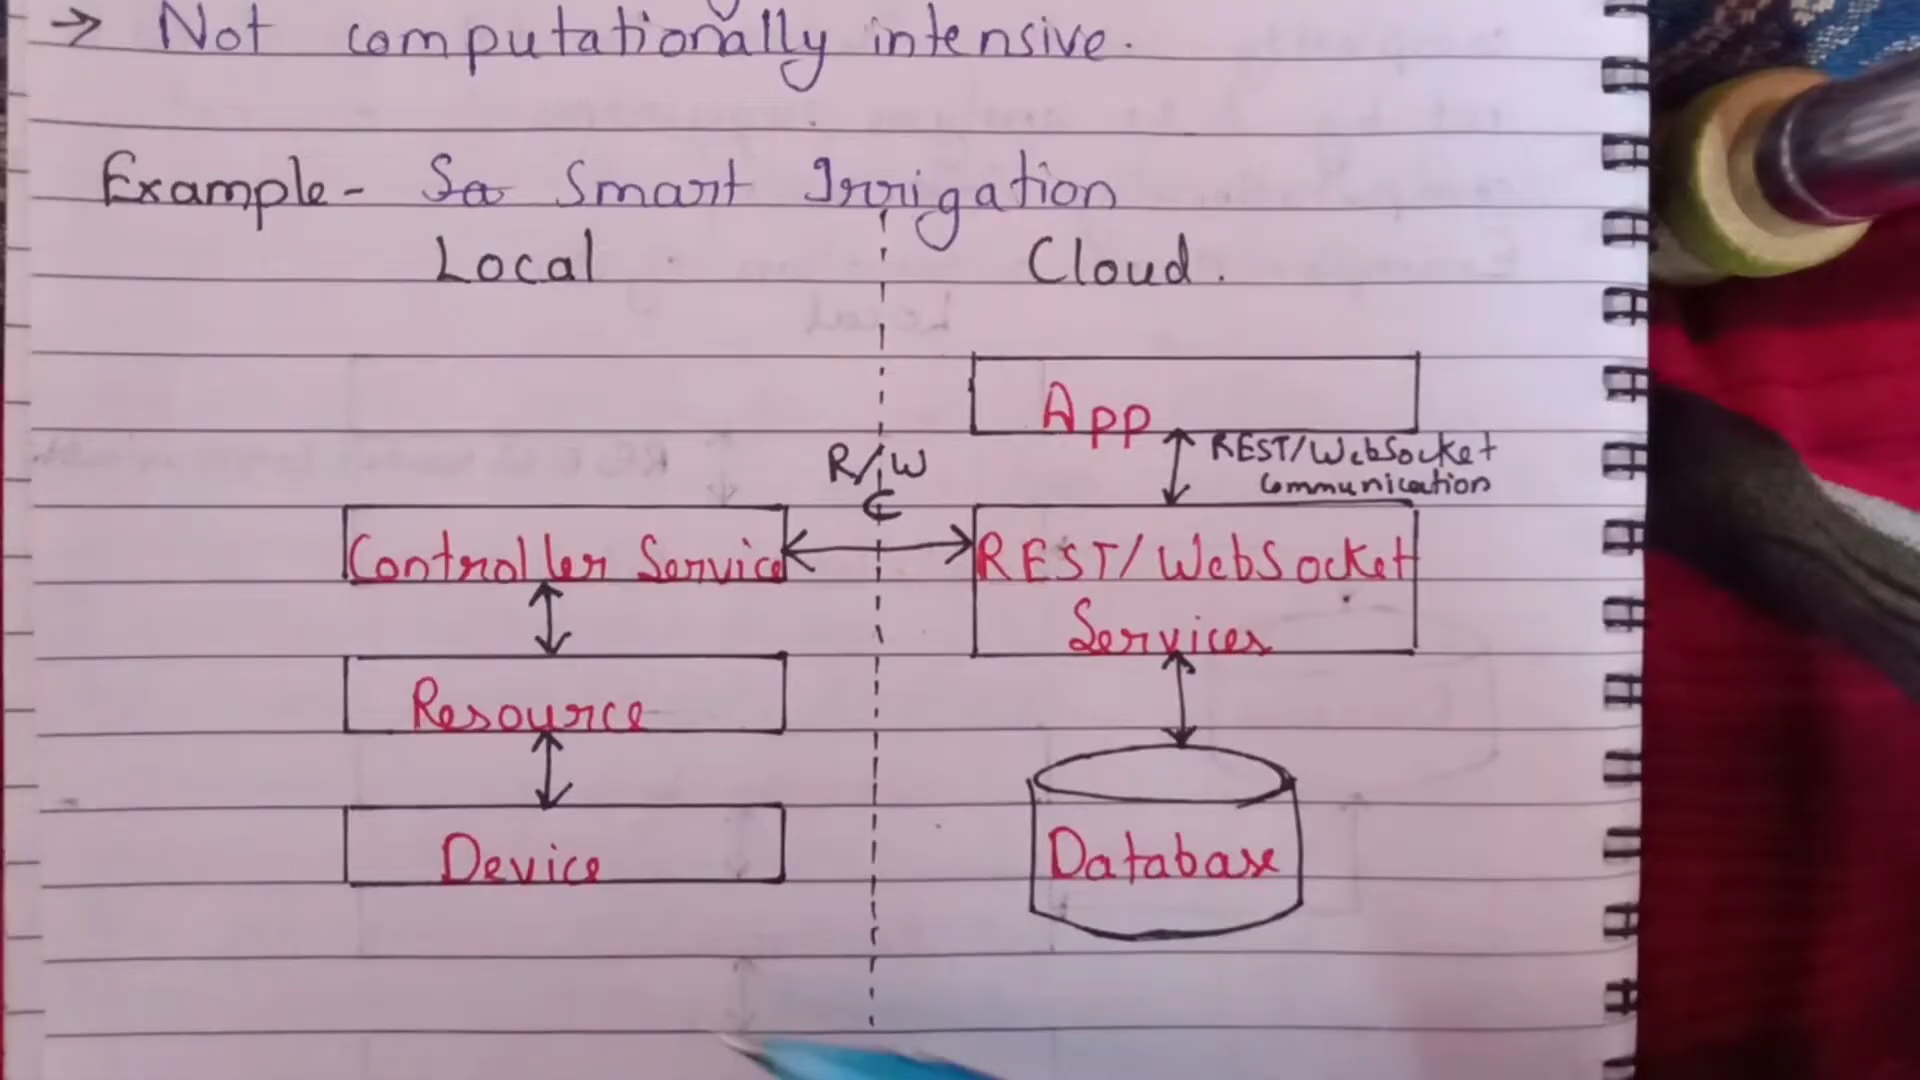 → Not computationally intensive.
Example - Sa Smart Irrigation
Local
Cloud.
App
REST/WebSocket
Communication
R/W
C
Controller Service
REST/WebSocket
Services
Resource
Device
Database